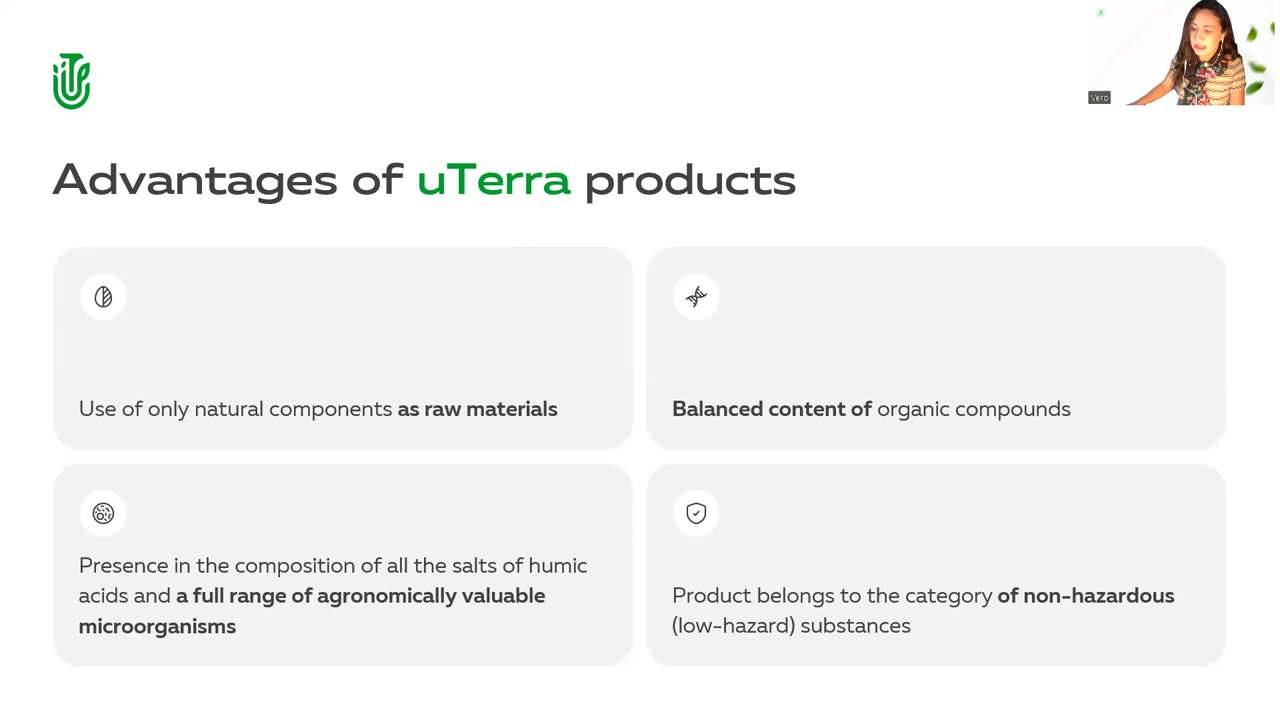 Vero
Advantages of uTerra products
Use of only natural components as raw materials
Balanced content of organic compounds
Presence in the composition of all the salts of humic
acids and a full range of agronomically valuable
microorganisms
Product belongs to the category of non-hazardous
(low-hazard) substances